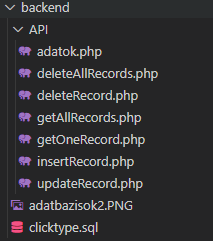 backend
API
adatok.php
deleteAllRecords.php
deleteRecord.php
getAllRecords.php
getOneRecord.php
insertRecord.php
updateRecord.php
adatbazisok2.PNG
clicktype.sql